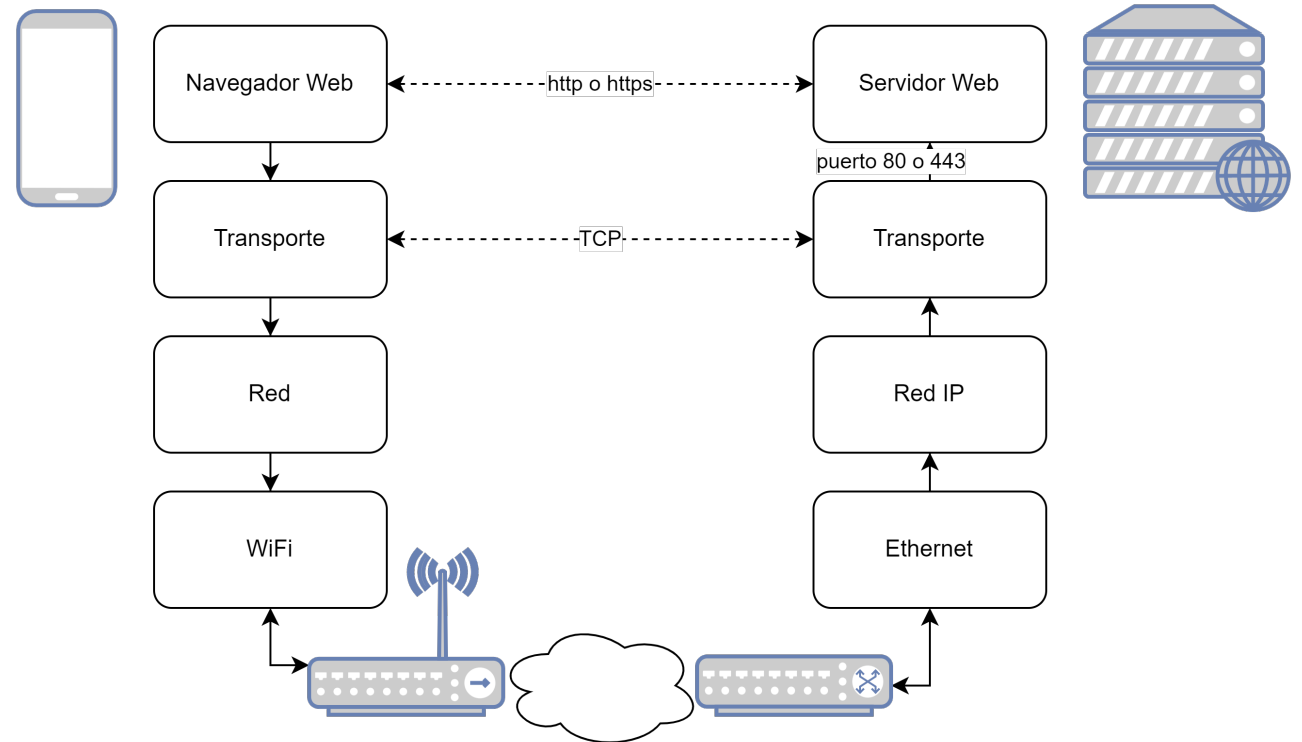 Navegador Web
http o https
Servidor Web
puerto 80 o 443
Transporte
TCP
Transporte
Red
Red IP
WiFi
Ethernet